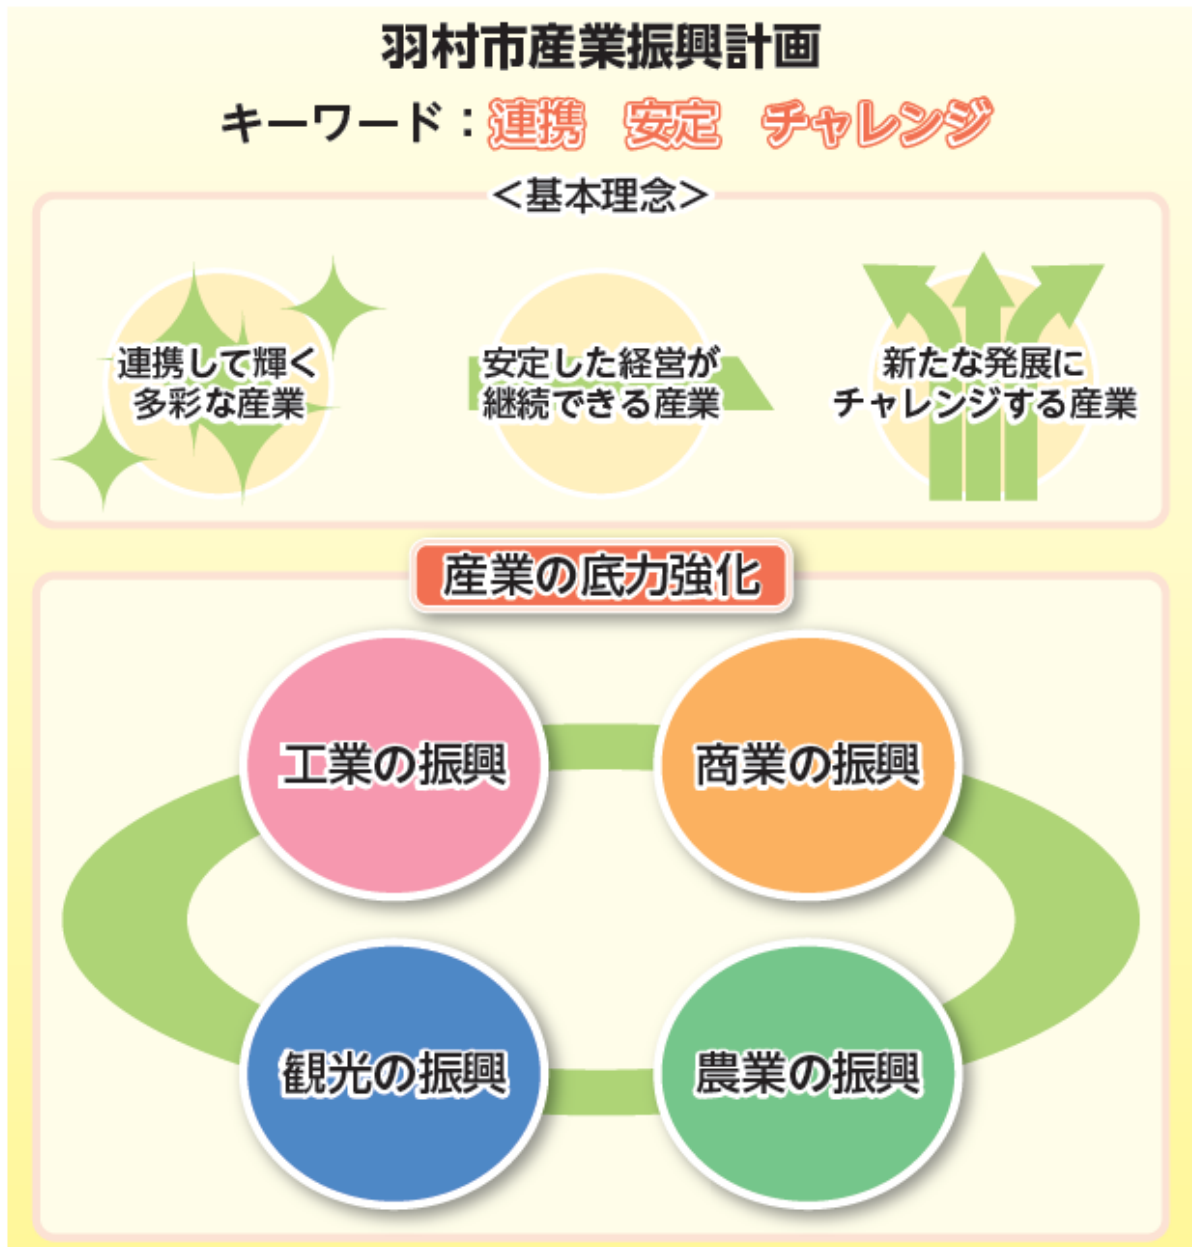 羽村市産業振興計画
キーワード：連携　安定　チャレンジ
＜基本理念＞
連携して輝く
多彩な産業
安定した経営が
継続できる産業
新たな発展に
チャレンジする産業
産業の底力強化
工業の振興
商業の振興
観光の振興
農業の振興